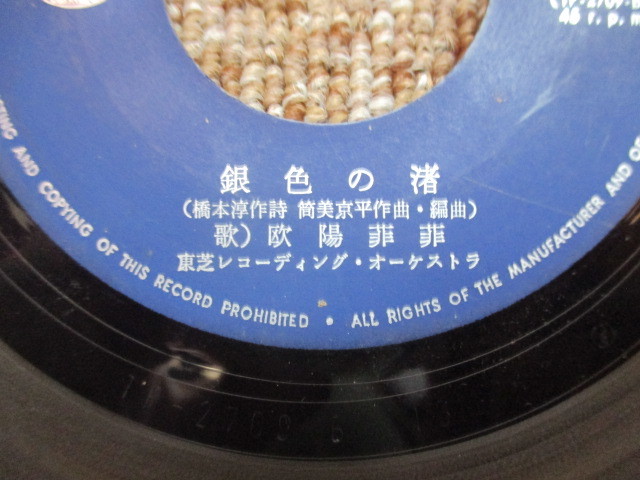 45 r.p.m
銀色の渚
(橋本淳作詩 筒美京平作曲・編曲)
歌) 欧陽菲菲
東芝レコーディング・オーケストラ
AND COPYING OF THIS RECORD PROHIBITED • ALL RIGHTS OF THE MANUFACTURER AND OF